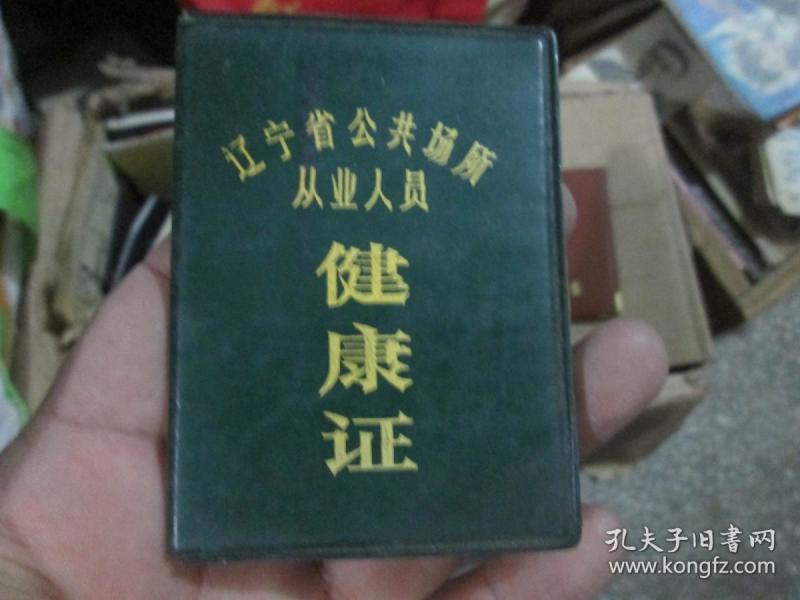 辽宁省公共场所
从业人员
健
康
证
孔夫子旧书网
www.kongfz.com